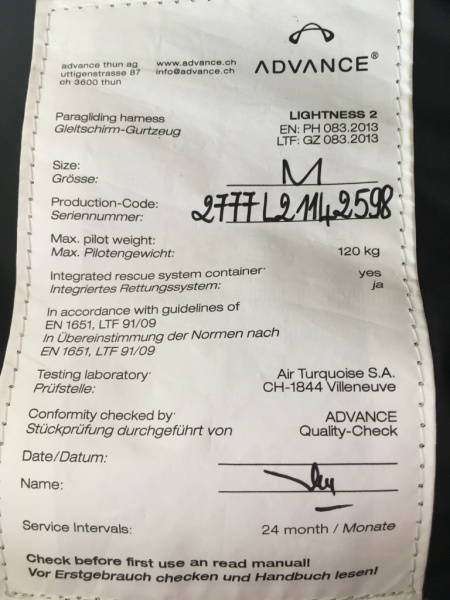 advance thun ag www.advance.ch
uttigenstrasse 87 info@advance.ch
ch 3600 thun
ADVANCE®
Paragliding harness LIGHTNESS 2
Gleitschirm-Gurtzeug EN: PH 083.2013
LTF: GZ 083.2013
Size: M
Grösse:
Production-Code: 2777L21142598
Seriennummer:
Max. pilot weight: 120 kg
Max. Pilotengewicht:
Integrated rescue system container: yes
Integriertes Rettungssystem: ja
In accordance with guidelines of
EN 1651, LTF 91/09
In Übereinstimmung der Normen nach
EN 1651, LTF 91/09
Testing laboratory: Air Turquoise S.A.
Prüfstelle: CH-1844 Villeneuve
Conformity checked by: ADVANCE
Stückprüfung durchgeführt von Quality-Check
Date/Datum:
Name:
Service Intervals: 24 month / Monate
Check before first use an read manual!
Vor Erstgebrauch checken und Handbuch lesen!